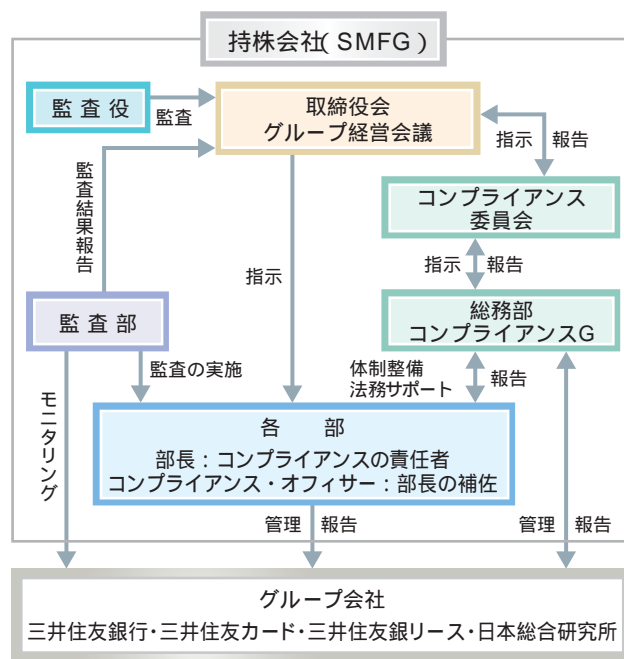 持株会社(SMFG)
監査役
監査
取締役会
グループ経営会議
指示 報告
監査結果報告
コンプライアンス
委員会
指示
指示 報告
監査部
総務部
コンプライアンスG
監査の実施
体制整備
法務サポート
報告
モニタリング
各 部
部長：コンプライアンスの責任者
コンプライアンス・オフィサー：部長の補佐
管理 報告
管理 報告
グループ会社
三井住友銀行・三井住友カード・三井住友銀リース・日本総合研究所